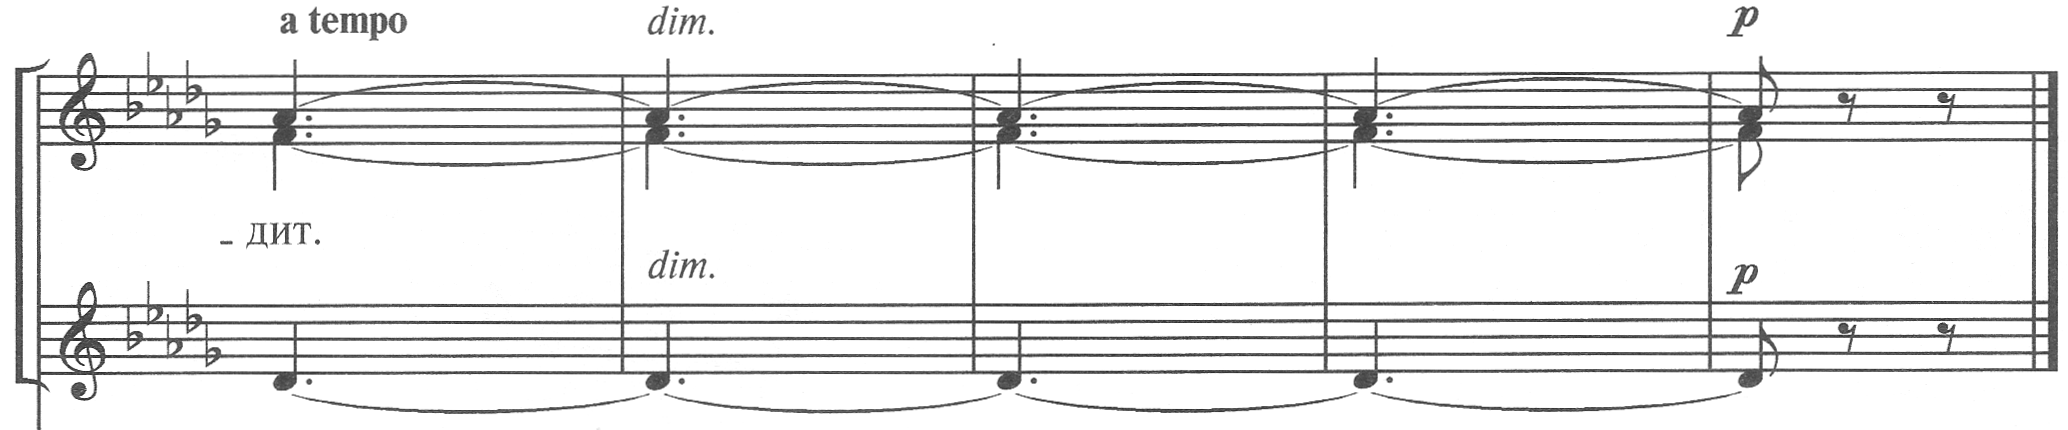 a tempo dim. p
- дит.
dim. p